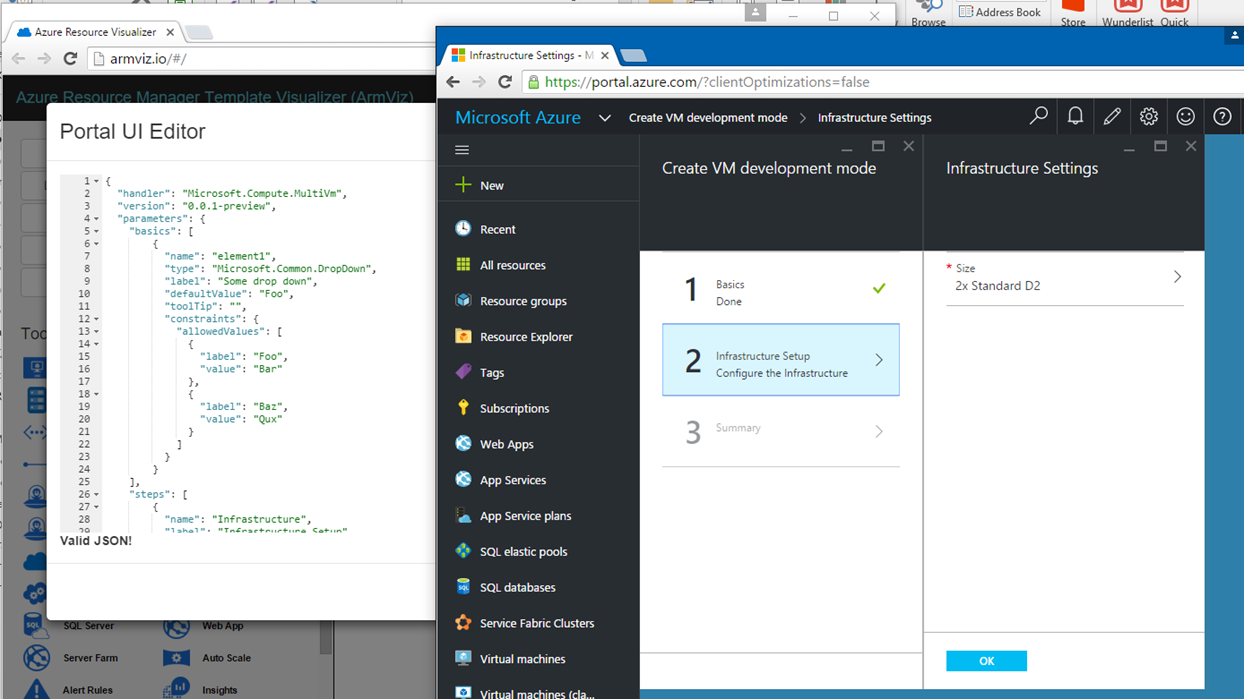 Azure Resource Visualizer
armviz.io/#/
Azure Resource Manager Template Visualizer (ArmViz)
Portal UI Editor
1 {
2 "handler": "Microsoft.Compute.MultiVm",
3 "version": "0.0.1-preview",
4 "parameters": {
5 "basics": [
6 {
7 "name": "element1",
8 "type": "Microsoft.Common.DropDown",
9 "label": "Some drop down",
10 "defaultValue": "Foo",
11 "toolTip": "",
12 "constraints": {
13 "allowedValues": [
14 {
15 "label": "Foo",
16 "value": "Bar"
17 },
18 {
19 "label": "Baz",
20 "value": "Qux"
21 }
22 ]
23 }
24 }
25 ],
26 "steps": [
27 {
28 "name": "Infrastructure",
29 "label": "Infrastructure Setup"
Valid JSON!
Too
SQL Server
Web App
Server Farm
Auto Scale
Alert Rules
Insights
Browse
Address Book
Store
Wunderlist
Quick
Infrastructure Settings - M
https://portal.azure.com/?clientOptimizations=false
Microsoft Azure
Create VM development mode > Infrastructure Settings
New
Recent
All resources
Resource groups
Resource Explorer
Tags
Subscriptions
Web Apps
App Services
App Service plans
SQL elastic pools
SQL databases
Service Fabric Clusters
Virtual machines
Virtual machines (cla...
Create VM development mode
1
Basics
Done
2
Infrastructure Setup
Configure the Infrastructure
3
Summary
Infrastructure Settings
* Size
2x Standard D2
OK